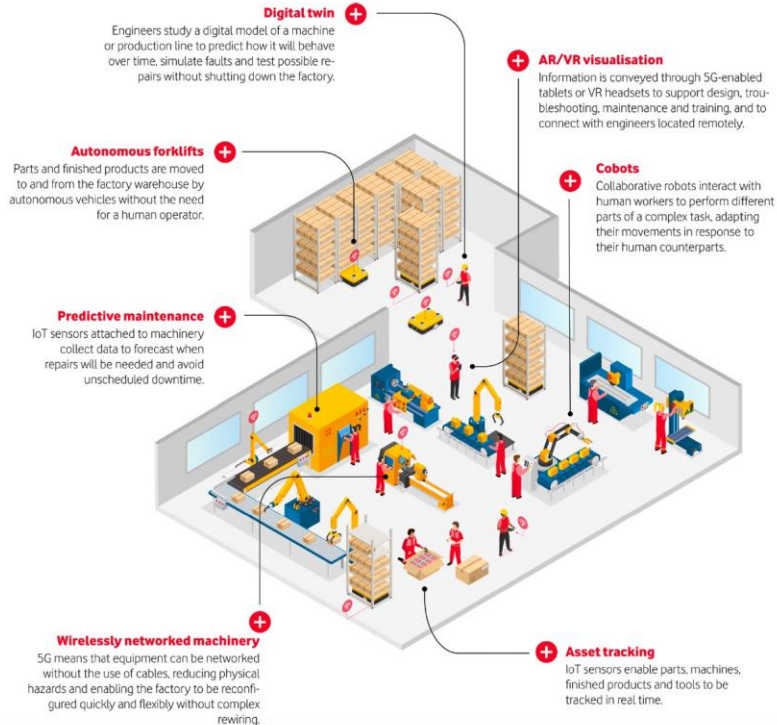 Digital twin
Engineers study a digital model of a machine
or production line to predict how it will behave
over time, simulate faults and test possible re-
pairs without shutting down the factory.
AR/VR visualisation
Information is conveyed through 5G-enabled
tablets or VR headsets to support design, trou-
bleshooting, maintenance and training, and to
connect with engineers located remotely.
Autonomous forklifts
Parts and finished products are moved
to and from the factory warehouse by
autonomous vehicles without the need
for a human operator.
Cobots
Collaborative robots interact with
human workers to perform different
parts of a complex task, adapting
their movements in response to
their human counterparts.
Predictive maintenance
IoT sensors attached to machinery
collect data to forecast when
repairs will be needed and avoid
unscheduled downtime.
Wirelessly networked machinery
5G means that equipment can be networked
without the use of cables, reducing physical
hazards and enabling the factory to be reconfi-
gured quickly and flexibly without complex
rewiring.
Asset tracking
IoT sensors enable parts, machines,
finished products and tools to be
tracked in real time.